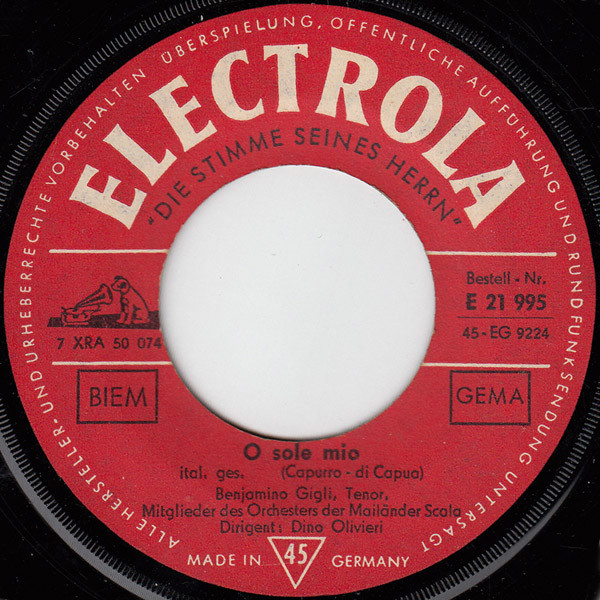 ALLE HERSTELLER- UND URHEBERRECHTE VORBEHALTEN ÜBERSPIELUNG, ÖFFENTLICHE AUFFÜHRUNG UND RUNDFUNKSENDUNG UNTERSAGT
ELECTROLA
"DIE STIMME SEINES HERRN"
Bestell-Nr.
E 21 995
7 XRA 50 074
45-EG 9224
BIEM
GEMA
O sole mio
ital. ges. (Capurro-di Capua)
Benjamino Gigli, Tenor,
Mitglieder des Orchesters der Mailänder Scala
Dirigent: Dino Olivieri
MADE IN 45 GERMANY